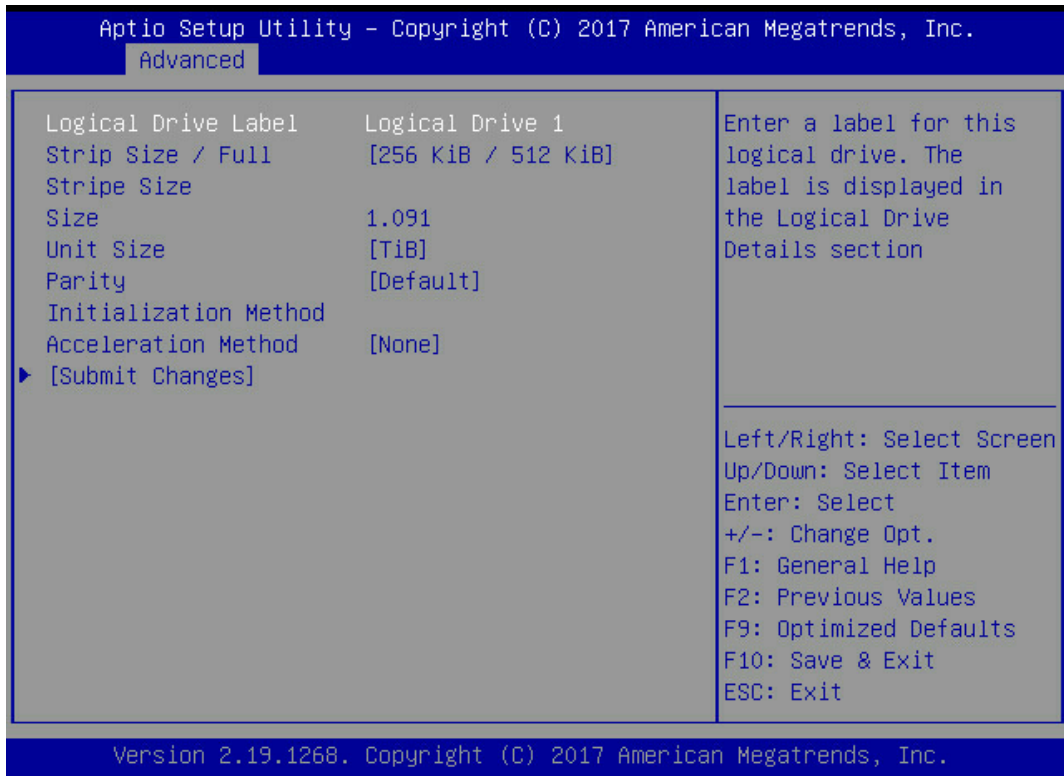 Aptio Setup Utility – Copyright (C) 2017 American Megatrends, Inc.
Advanced
Logical Drive Label Logical Drive 1
Strip Size / Full [256 KiB / 512 KiB]
Stripe Size
Size 1.091
Unit Size [TiB]
Parity [Default]
Initialization Method
Acceleration Method [None]
[Submit Changes]
Enter a label for this
logical drive. The
label is displayed in
the Logical Drive
Details section
Left/Right: Select Screen
Up/Down: Select Item
Enter: Select
+/-: Change Opt.
F1: General Help
F2: Previous Values
F9: Optimized Defaults
F10: Save & Exit
ESC: Exit
Version 2.19.1268. Copyright (C) 2017 American Megatrends, Inc.